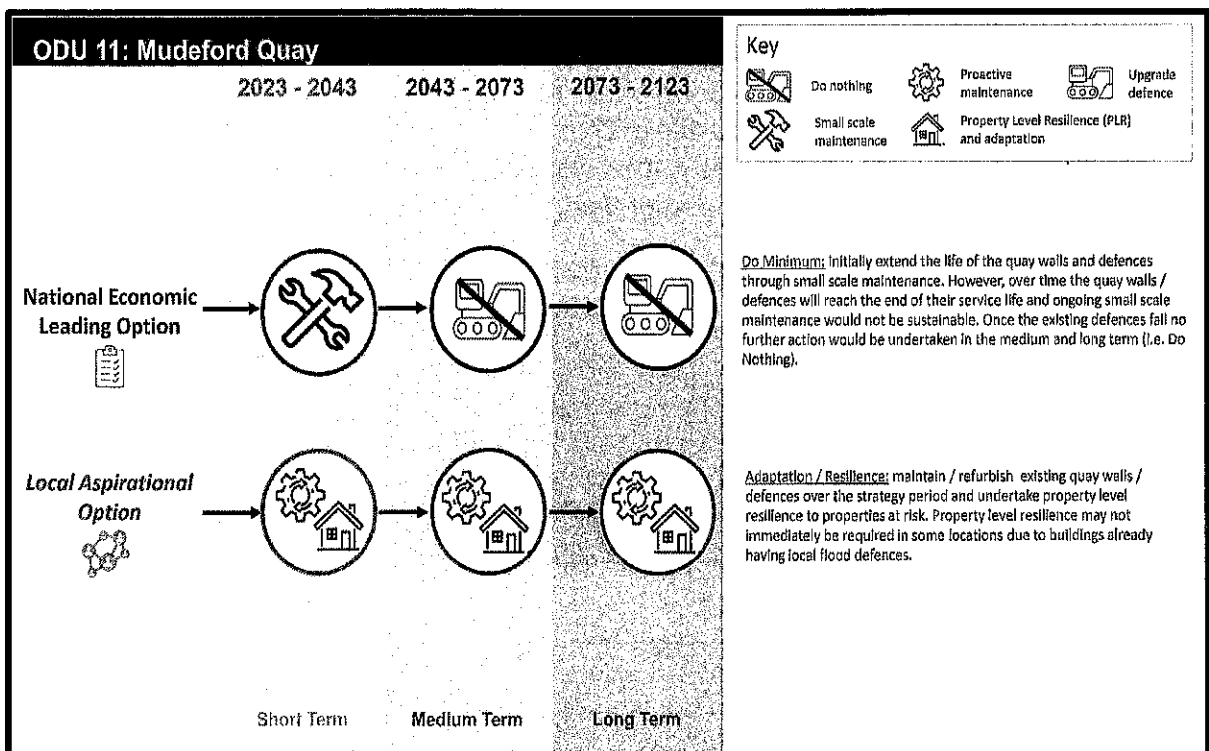 ODU 11: Mudeford Quay
2023 - 2043
2043 - 2073
2073 - 2123
Key
Do nothing
Proactive
maintenance
Upgrade
defence
Small scale
maintenance
Property Level Resilience (PLR)
and adaptation
National Economic
Leading Option
Do Minimum: Initially extend the life of the quay walls and defences
through small scale maintenance. However, over time the quay walls /
defences will reach the end of their service life and ongoing small scale
maintenance would not be sustainable. Once the existing defences fail no
further action would be undertaken in the medium and long term (i.e. Do
Nothing).
Local Aspirational
Option
Adaptation / Resilience: maintain / refurbish existing quay walls /
defences over the strategy period and undertake property level
resilience to properties at risk. Property level resilience may not
immediately be required in some locations due to buildings already
having local flood defences.
Short Term
Medium Term
Long Term